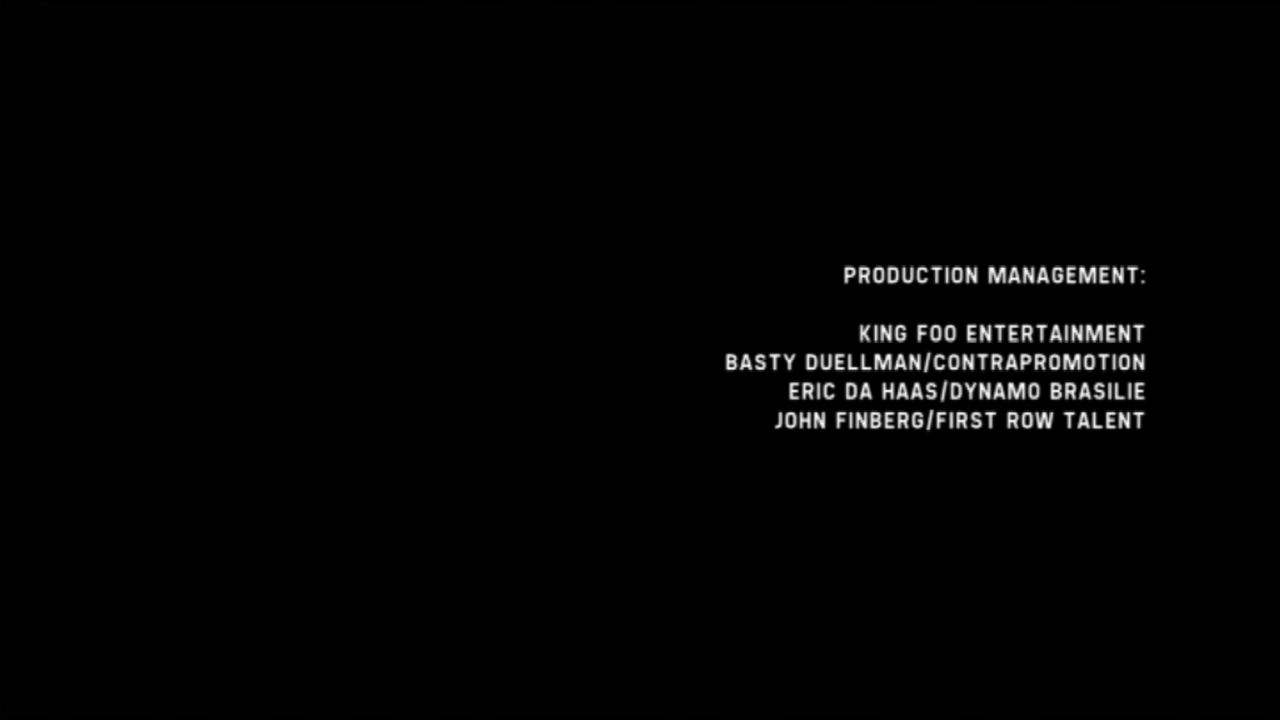 PRODUCTION MANAGEMENT:
KING FOO ENTERTAINMENT
BASTY DUELLMAN/CONTRAPROMOTION
ERIC DA HAAS/DYNAMO BRASILIE
JOHN FINBERG/FIRST ROW TALENT